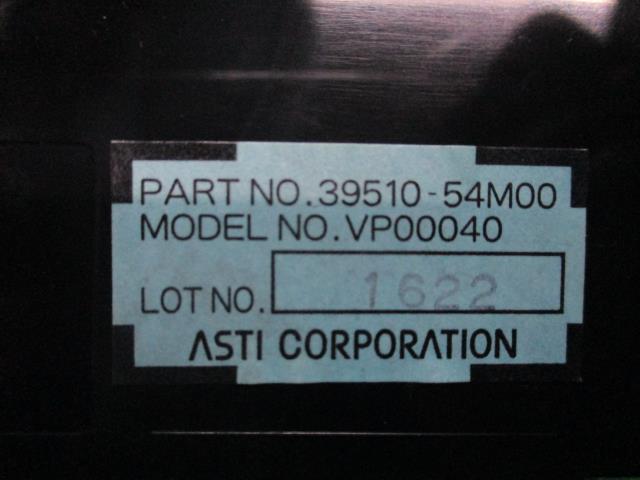 PART NO. 39510-54M00
MODEL NO. VP00040
LOT NO. 1622
ASTI CORPORATION